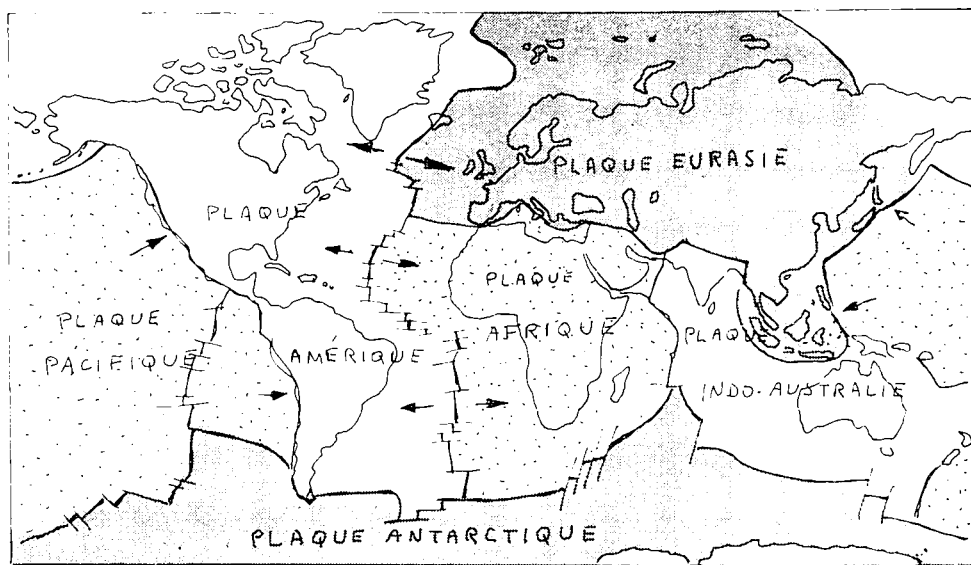 PLAQUE EURASIE
PLAQUE
AMÉRIQUE
PLAQUE
AFRIQUE
PLAQUE
PACIFIQUE
PLAQUE
INDO-AUSTRALIE
PLAQUE ANTARCTIQUE